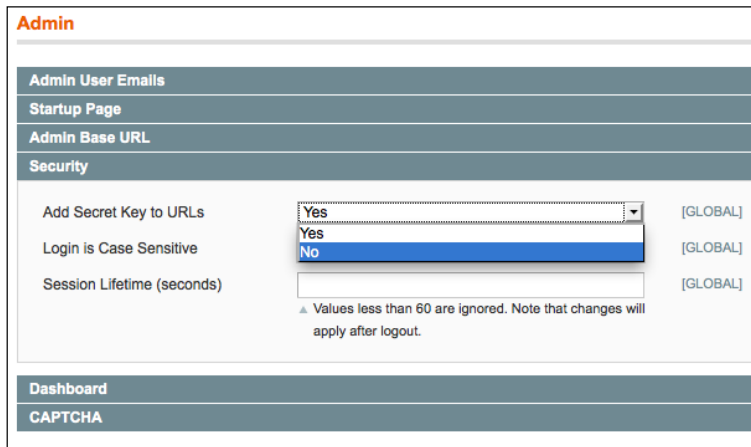 Admin
Admin User Emails
Startup Page
Admin Base URL
Security
Add Secret Key to URLs Yes [GLOBAL]
Yes
Login is Case Sensitive No [GLOBAL]
Session Lifetime (seconds) [GLOBAL]
▲ Values less than 60 are ignored. Note that changes will
apply after logout.
Dashboard
CAPTCHA